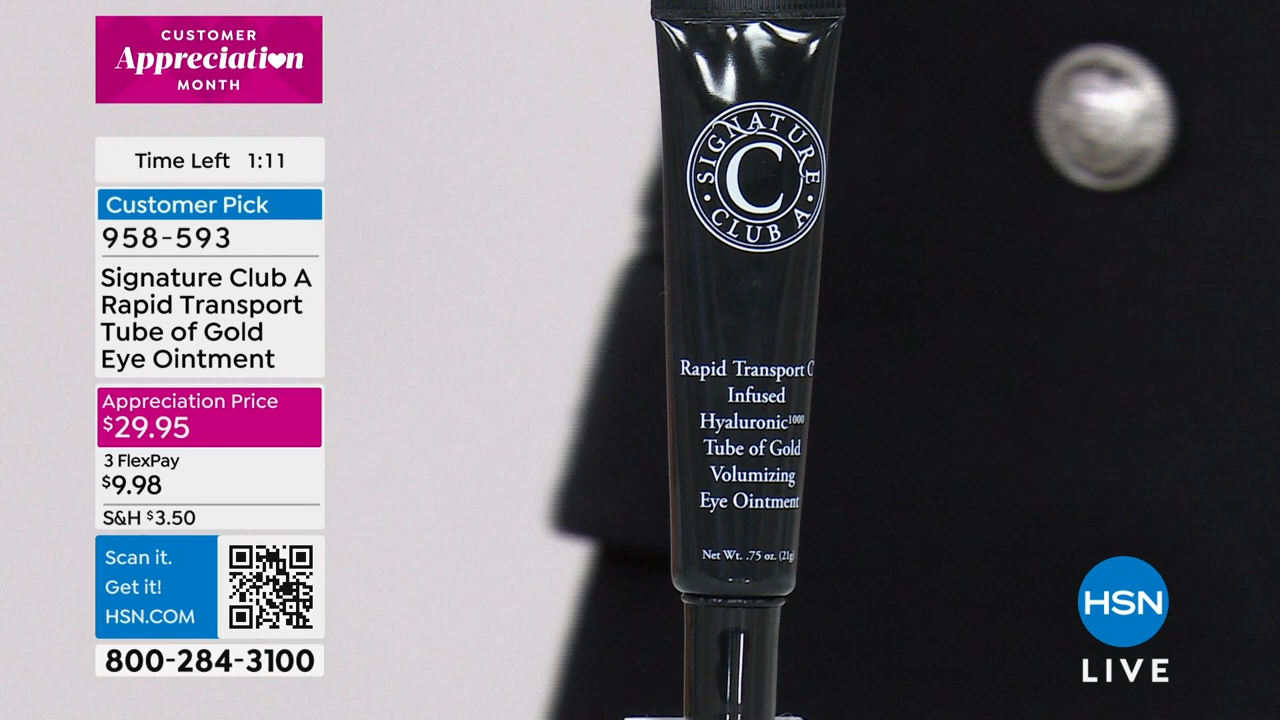 CUSTOMER
Appreciation
MONTH
Time Left 1:11
Customer Pick
958-593
Signature Club A
Rapid Transport
Tube of Gold
Eye Ointment
Appreciation Price
$29.95
3 FlexPay
$9.98
S&H $3.50
Scan it.
Get it!
HSN.COM
800-284-3100
SIGNATURE
C
CLUB A
Rapid Transport C
Infused
Hyaluronic1000
Tube of Gold
Volumizing
Eye Ointment
Net Wt. .75 oz. (21g)
HSN
LIVE